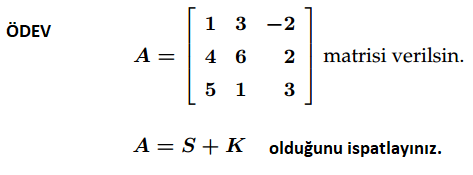 ÖDEV
A = [ 1 3 −2
4 6 2
5 1 3 ] matrisi verilsin.
A = S + K olduğunu ispatlayınız.